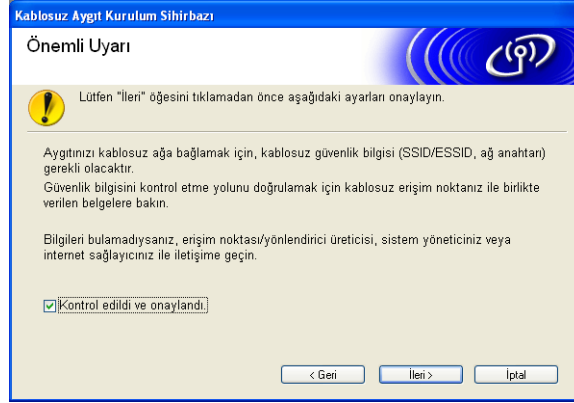 Kablosuz Aygıt Kurulum Sihirbazı
Önemli Uyarı
Lütfen "İleri" öğesini tıklamadan önce aşağıdaki ayarları onaylayın.
Aygıtınızı kablosuz ağa bağlamak için, kablosuz güvenlik bilgisi (SSID/ESSID, ağ anahtarı)
gerekli olacaktır.
Güvenlik bilgisini kontrol etme yolunu doğrulamak için kablosuz erişim noktanız ile birlikte
verilen belgelere bakın.
Bilgileri bulamadıysanız, erişim noktası/yönlendirici üreticisi, sistem yöneticiniz veya
internet sağlayıcınız ile iletişime geçin.
Kontrol edildi ve onaylandı.
< Geri İleri > İptal